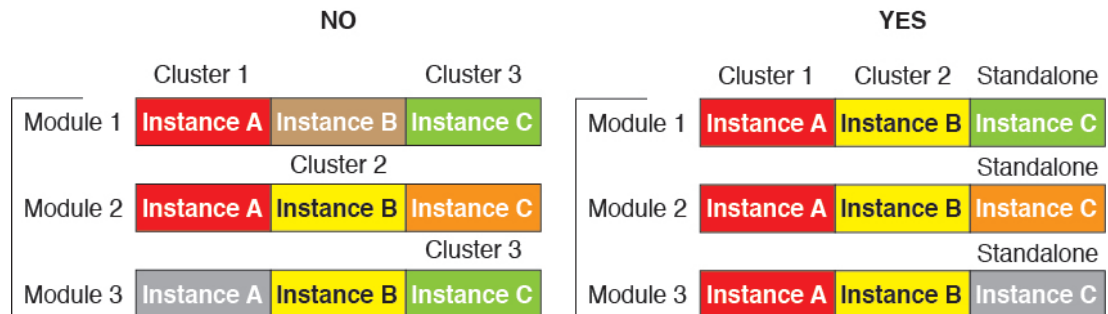 NO
Cluster 1 Cluster 3
Module 1 Instance A Instance B Instance C
Cluster 2
Module 2 Instance A Instance B Instance C
Cluster 3
Module 3 Instance A Instance B Instance C
YES
Cluster 1 Cluster 2 Standalone
Module 1 Instance A Instance B Instance C
Standalone
Module 2 Instance A Instance B Instance C
Standalone
Module 3 Instance A Instance B Instance C